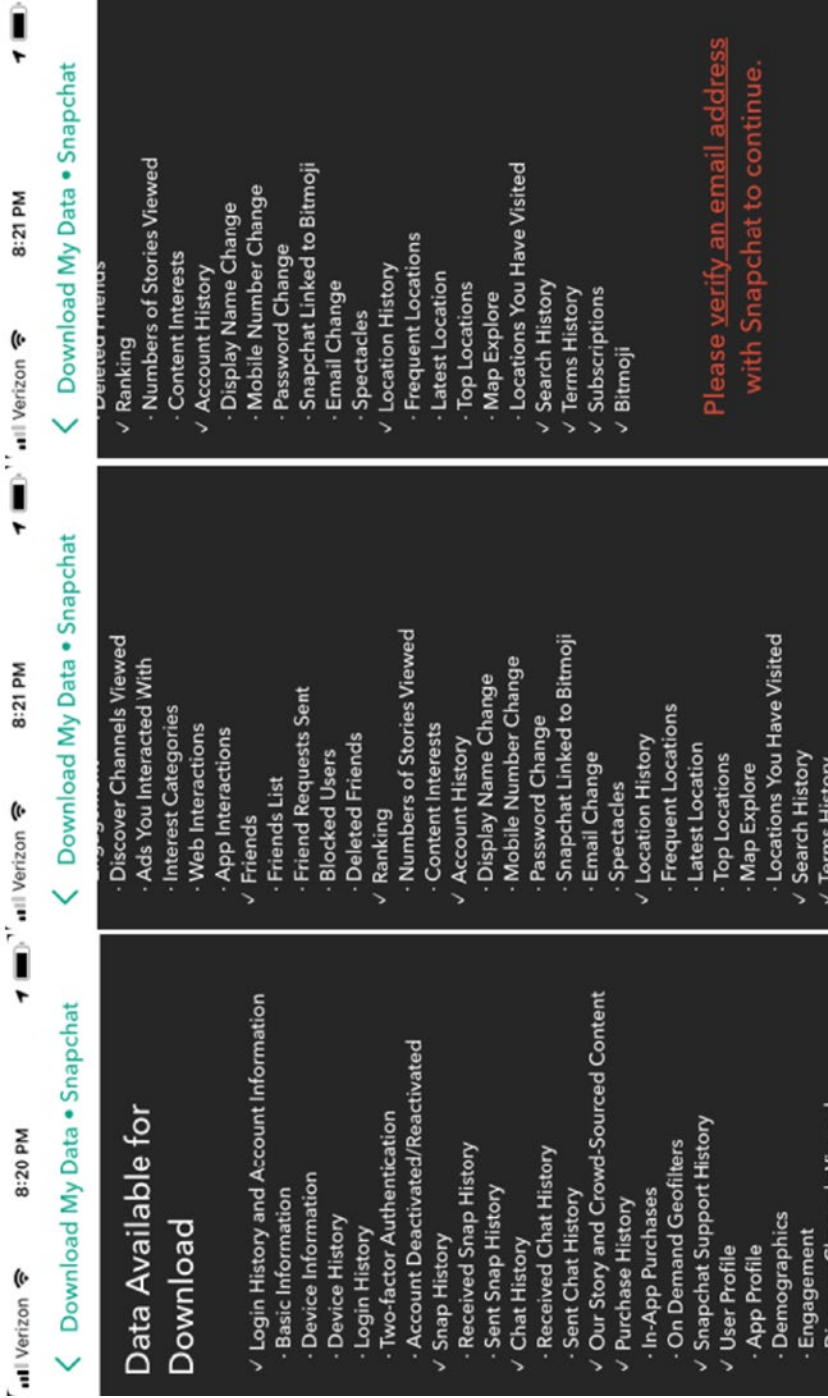 Verizon 8:20 PM
Download My Data • Snapchat
Data Available for
Download
✓ Login History and Account Information
· Basic Information
· Device Information
· Device History
· Login History
· Two-factor Authentication
· Account Deactivated/Reactivated
✓ Snap History
· Received Snap History
· Sent Snap History
✓ Chat History
· Received Chat History
· Sent Chat History
✓ Our Story and Crowd-Sourced Content
✓ Purchase History
· In-App Purchases
· On Demand Geofilters
✓ Snapchat Support History
✓ User Profile
· App Profile
· Demographics
· Engagement
Verizon 8:21 PM
Download My Data • Snapchat
· Discover Channels Viewed
· Ads You Interacted With
· Interest Categories
· Web Interactions
· App Interactions
✓ Friends
· Friends List
· Friend Requests Sent
· Blocked Users
· Deleted Friends
✓ Ranking
· Numbers of Stories Viewed
· Content Interests
✓ Account History
· Display Name Change
· Mobile Number Change
· Password Change
· Snapchat Linked to Bitmoji
· Email Change
· Spectacles
✓ Location History
· Frequent Locations
· Latest Location
· Top Locations
· Map Explore
· Locations You Have Visited
✓ Search History
✓ Terms History
Verizon 8:21 PM
Download My Data • Snapchat
· Deleted Friends
✓ Ranking
· Numbers of Stories Viewed
· Content Interests
✓ Account History
· Display Name Change
· Mobile Number Change
· Password Change
· Snapchat Linked to Bitmoji
· Email Change
· Spectacles
✓ Location History
· Frequent Locations
· Latest Location
· Top Locations
· Map Explore
· Locations You Have Visited
✓ Search History
✓ Terms History
✓ Subscriptions
✓ Bitmoji
Please verify an email address
with Snapchat to continue.